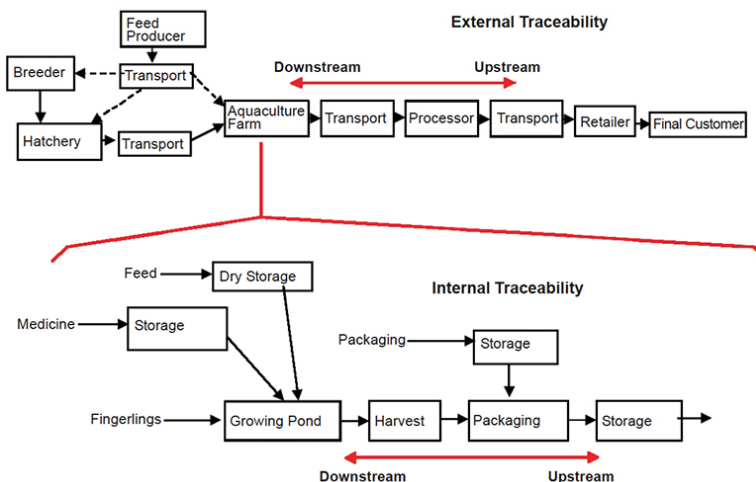 External Traceability
Feed
Producer
Breeder
Transport
Hatchery
Transport
Downstream
Upstream
Aquaculture
Farm
Transport
Processor
Transport
Retailer
Final Customer
Internal Traceability
Feed
Dry Storage
Medicine
Storage
Packaging
Storage
Fingerlings
Growing Pond
Harvest
Packaging
Storage
Downstream
Upstream